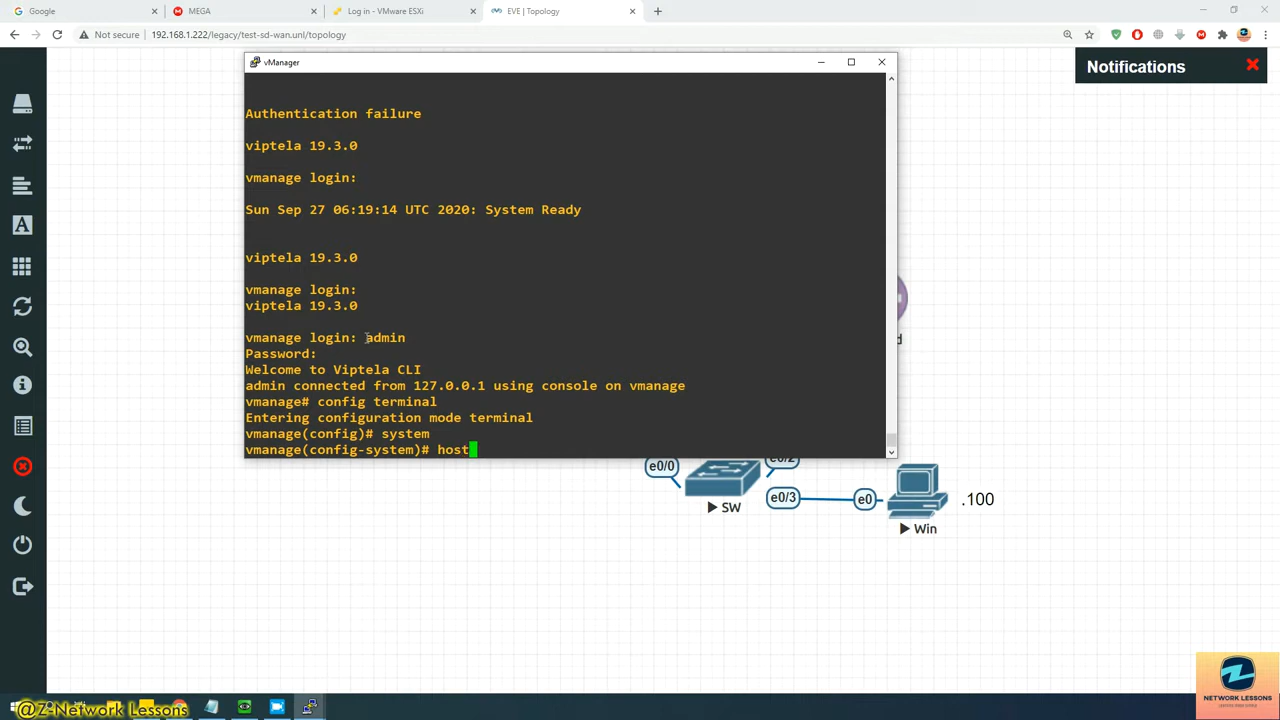 Google
MEGA
Log in - VMware ESXi
EVE | Topology
Not secure
192.168.1.222/legacy/test-sd-wan.unl/topology
Notifications
vManager
Authentication failure
viptela 19.3.0
vmanage login:
Sun Sep 27 06:19:14 UTC 2020: System Ready
viptela 19.3.0
vmanage login:
viptela 19.3.0
vmanage login: admin
Password:
Welcome to Viptela CLI
admin connected from 127.0.0.1 using console on vmanage
vmanage# config terminal
Entering configuration mode terminal
vmanage(config)# system
vmanage(config-system)# host
d
e0/0
e0/2
e0/3
e0
.100
SW
Win
@Z-Network Lessons
NETWORK LESSONS